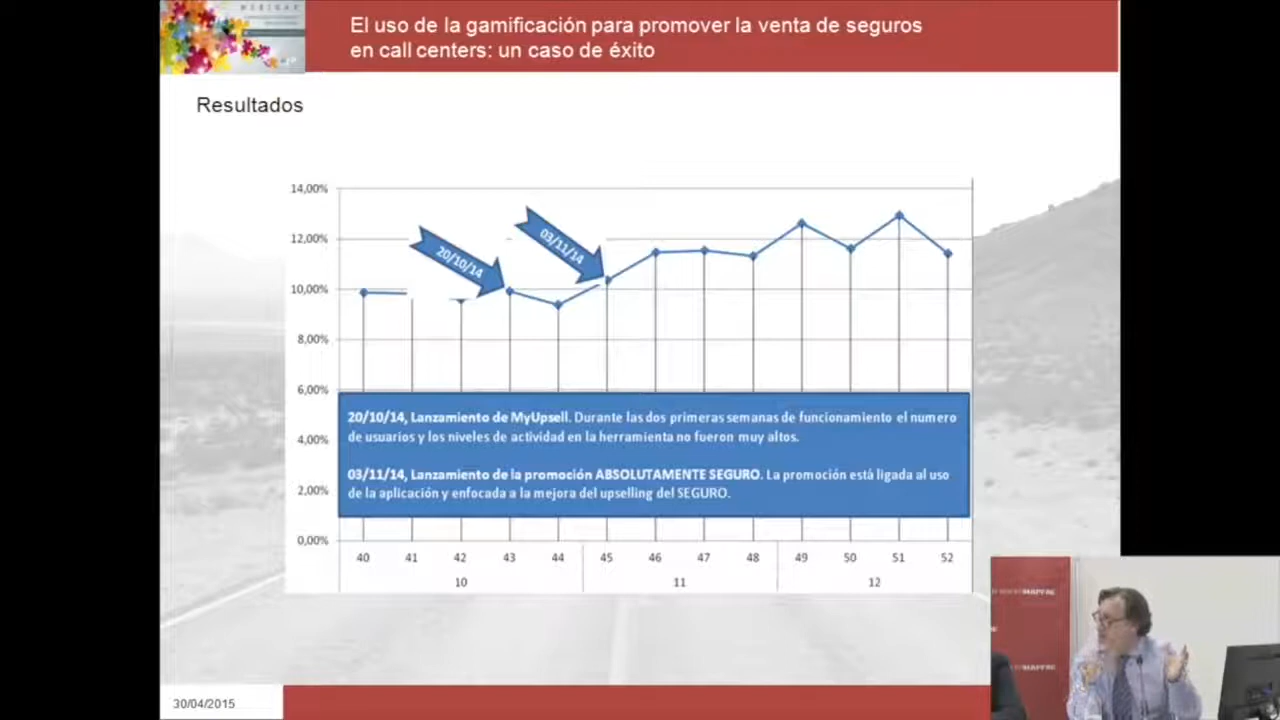 WEBINAR
El uso de la gamificación para promover la venta de seguros
en call centers: un caso de éxito
Resultados
14,00%
12,00%
10,00%
8,00%
6,00%
4,00%
2,00%
0,00%
20/10/14
03/11/14
20/10/14, Lanzamiento de MyUpsell. Durante las dos primeras semanas de funcionamiento el numero
de usuarios y los niveles de actividad en la herramienta no fueron muy altos.
03/11/14, Lanzamiento de la promoción ABSOLUTAMENTE SEGURO. La promoción está ligada al uso
de la aplicación y enfocada a la mejora del upselling del SEGURO.
40 41 42 43 44 45 46 47 48 49 50 51 52
10 11 12
MAPFRE
MAPFRE
30/04/2015